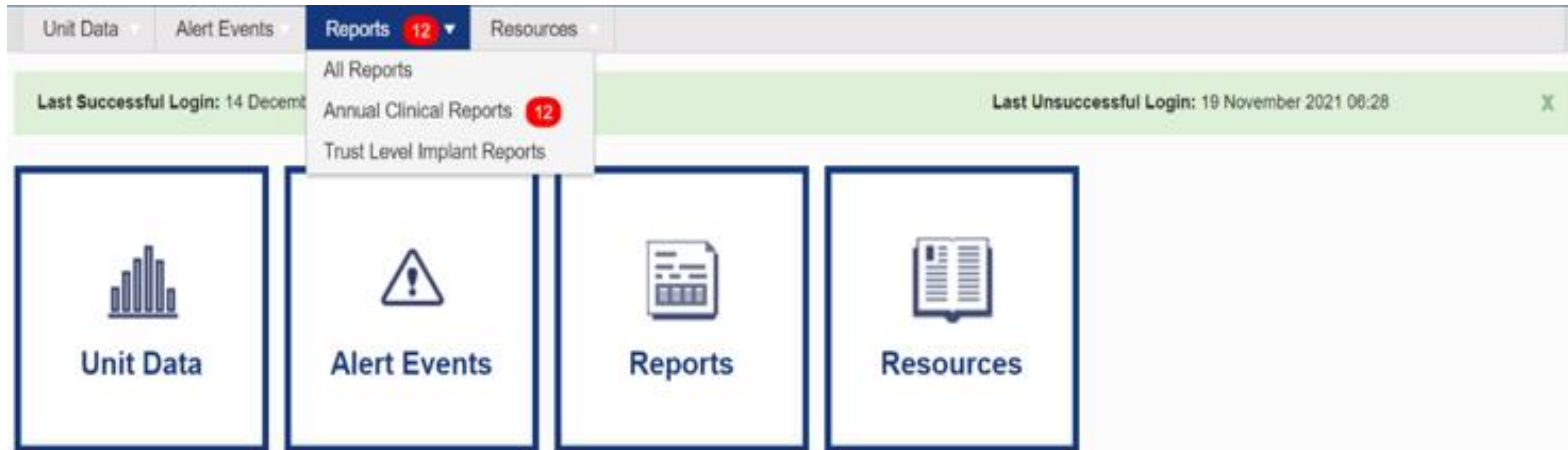 Unit Data Alert Events Reports 12 Resources
All Reports
Annual Clinical Reports 12
Trust Level Implant Reports
Last Successful Login: 14 Decemb
Last Unsuccessful Login: 19 November 2021 06:28 X
Unit Data
Alert Events
Reports
Resources